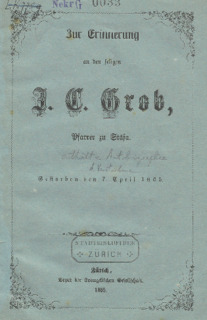 Nekr G 0033
Zur Erinnerung
an den seligen
J. C. Grob,
Pfarrer zu Stäfa.
Gestorben den 7. April 1865.
ZÜRICH
Zürich,
Druck der Evangelischen Gesellschaft.
1865.